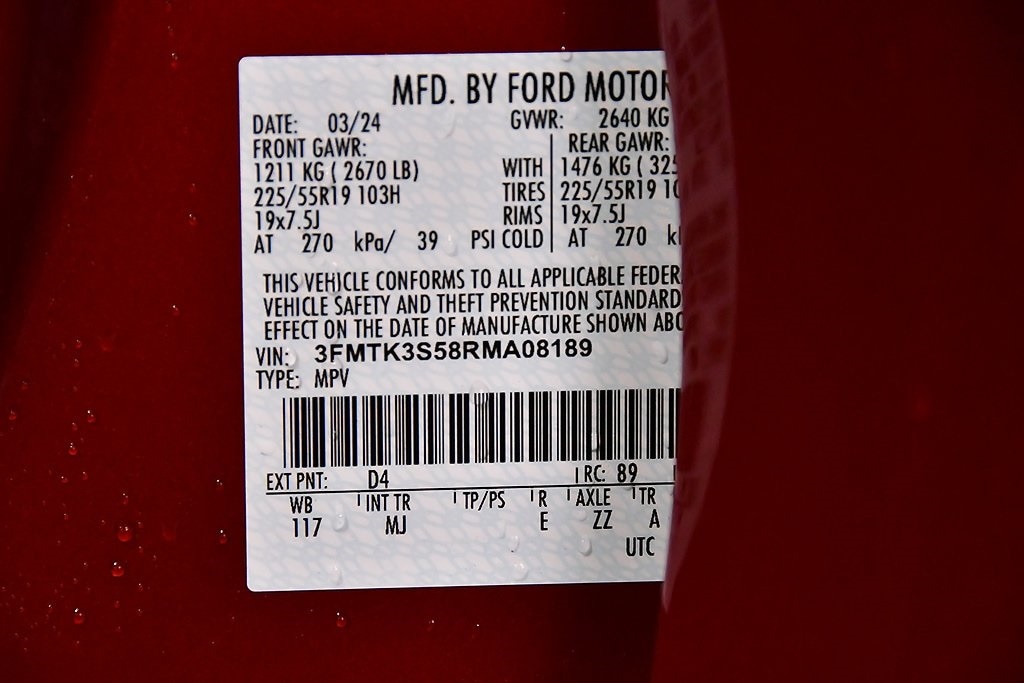 MFD. BY FORD MOTOR
DATE: 03/24 GVWR: 2640 KG
FRONT GAWR: REAR GAWR:
1211 KG ( 2670 LB) WITH 1476 KG ( 325
225/55R19 103H TIRES 225/55R19 10
19x7.5J RIMS 19x7.5J
AT 270 kPa/ 39 PSI COLD AT 270 k
THIS VEHICLE CONFORMS TO ALL APPLICABLE FEDER
VEHICLE SAFETY AND THEFT PREVENTION STANDARD
EFFECT ON THE DATE OF MANUFACTURE SHOWN ABO
VIN: 3FMTK3S58RMA08189
TYPE: MPV
EXT PNT: D4 RC: 89
WB INT TR TP/PS R AXLE TR
117 MJ E ZZ A
UTC